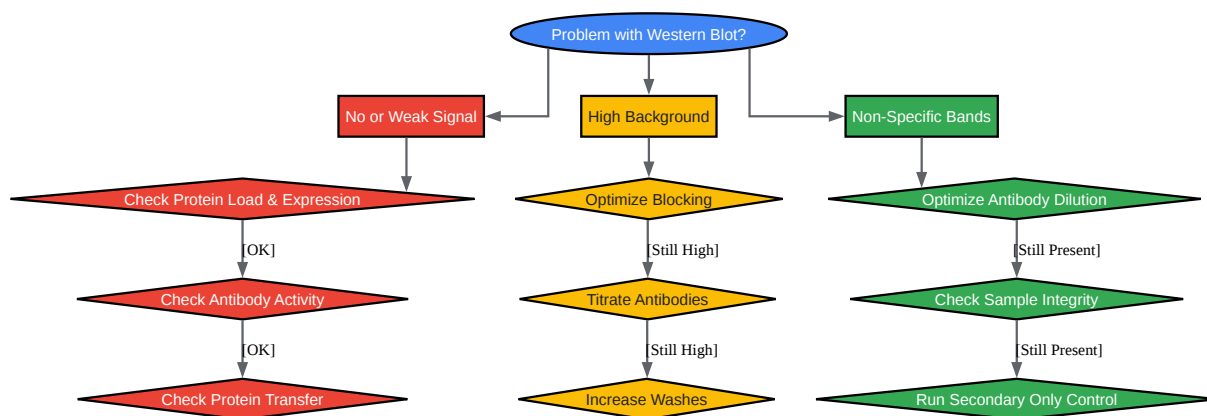 Problem with Western Blot?
No or Weak Signal
High Background
Non-Specific Bands
Check Protein Load & Expression
Optimize Blocking
Optimize Antibody Dilution
[OK]
[Still High]
[Still Present]
Check Antibody Activity
Titrate Antibodies
Check Sample Integrity
[OK]
[Still High]
[Still Present]
Check Protein Transfer
Increase Washes
Run Secondary Only Control